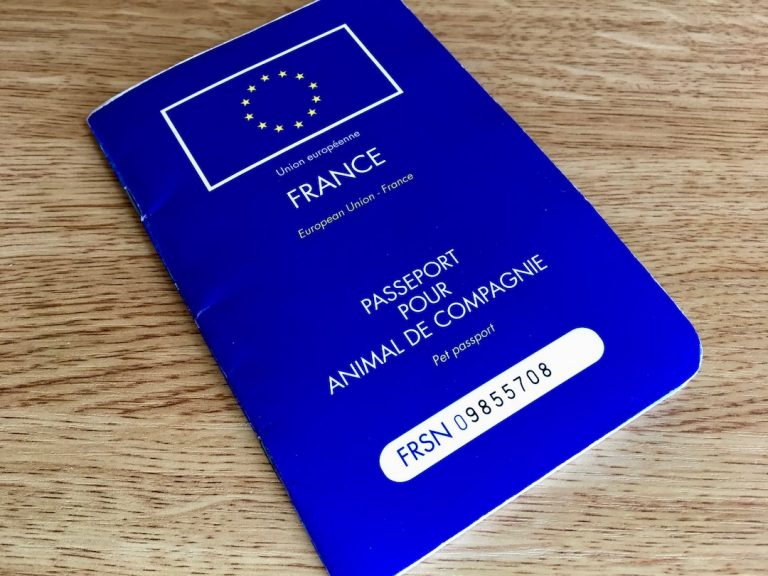 Union européenne
FRANCE
European Union - France
PASSEPORT
POUR
ANIMAL DE COMPAGNIE
Pet passport
FRSN 09855708